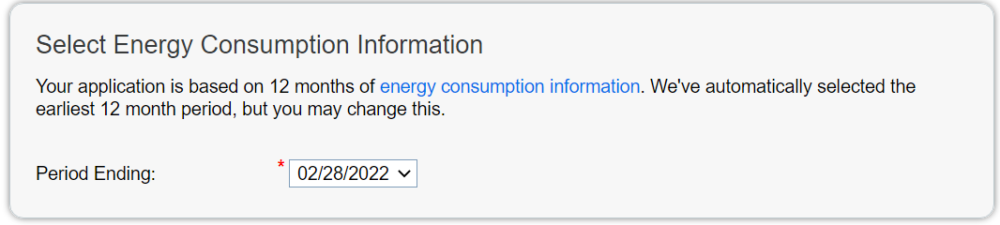 Select Energy Consumption Information
Your application is based on 12 months of energy consumption information. We've automatically selected the
earliest 12 month period, but you may change this.
Period Ending: * 02/28/2022